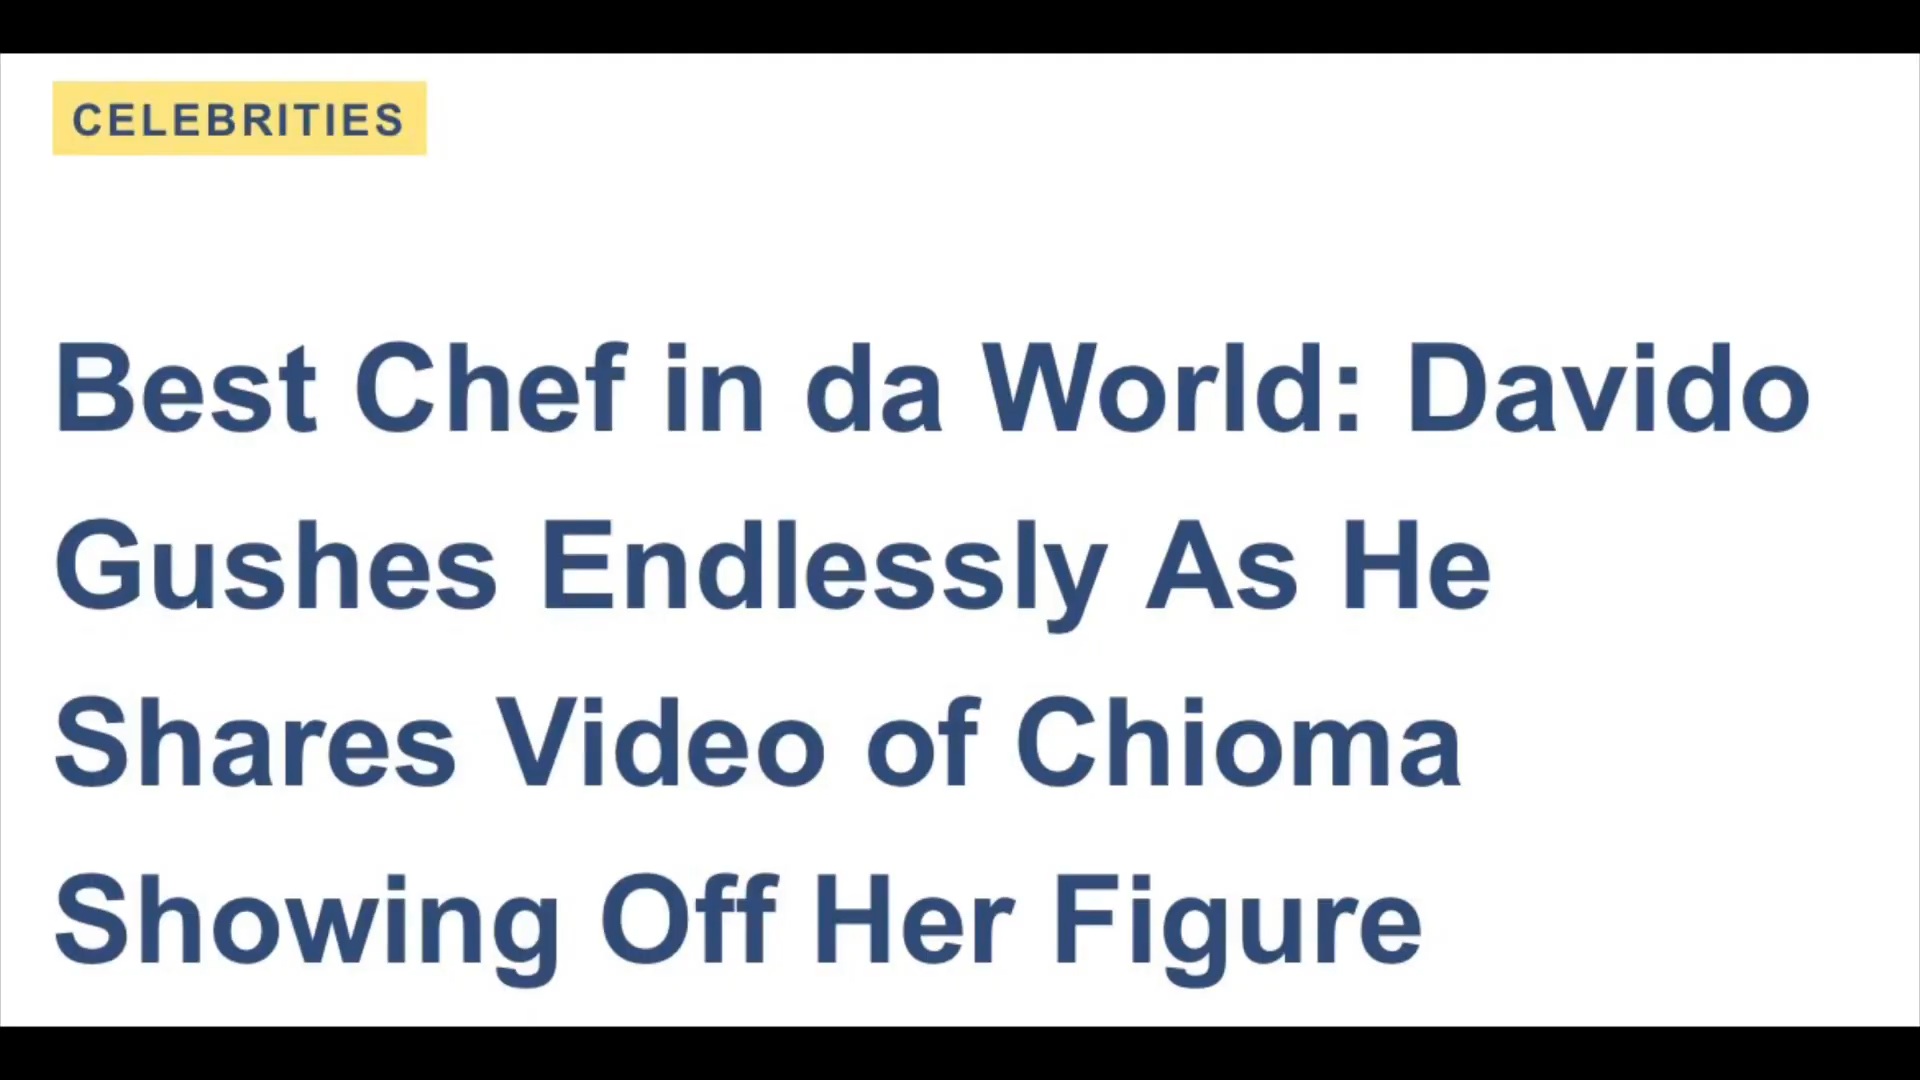 CELEBRITIES
Best Chef in da World: Davido
Gushes Endlessly As He
Shares Video of Chioma
Showing Off Her Figure